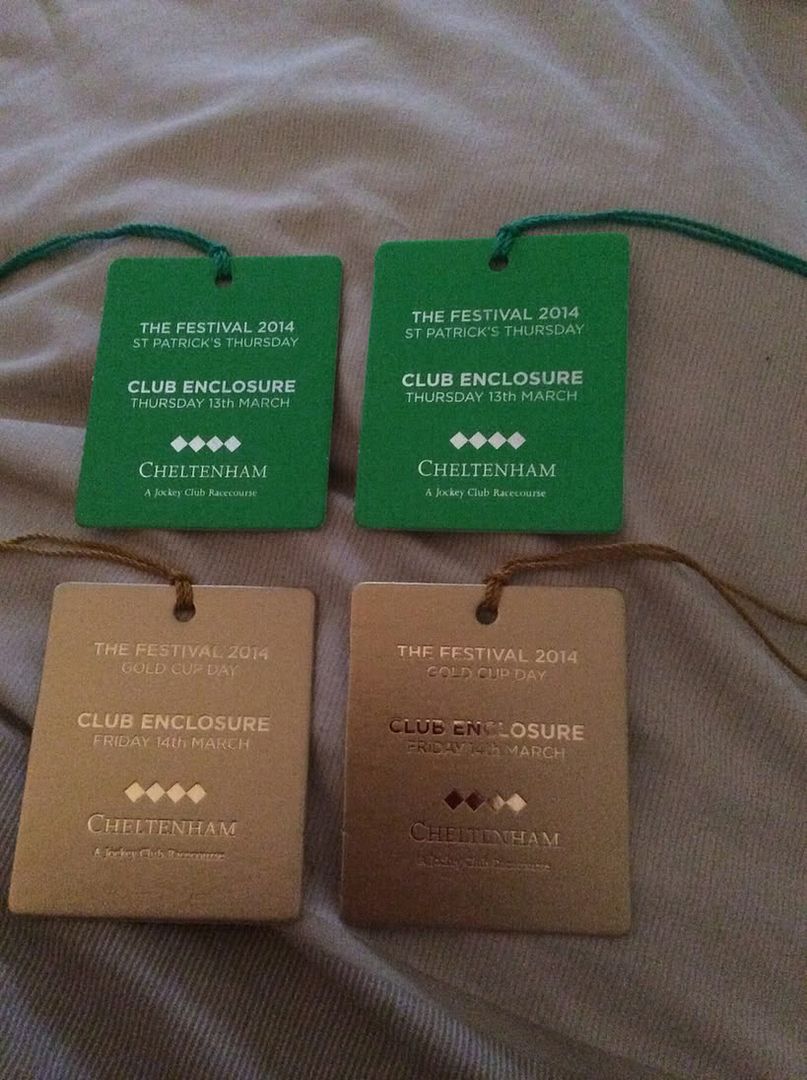 THE FESTIVAL 2014
ST PATRICK'S THURSDAY
CLUB ENCLOSURE
THURSDAY 13th MARCH
CHELTENHAM
A Jockey Club Racecourse
THE FESTIVAL 2014
ST PATRICK'S THURSDAY
CLUB ENCLOSURE
THURSDAY 13th MARCH
CHELTENHAM
A Jockey Club Racecourse
THE FESTIVAL 2014
GOLD CUP DAY
CLUB ENCLOSURE
FRIDAY 14th MARCH
CHELTENHAM
A Jockey Club Racecourse
THE FESTIVAL 2014
GOLD CUP DAY
CLUB ENCLOSURE
FRIDAY 14th MARCH
CHELTENHAM
A Jockey Club Racecourse